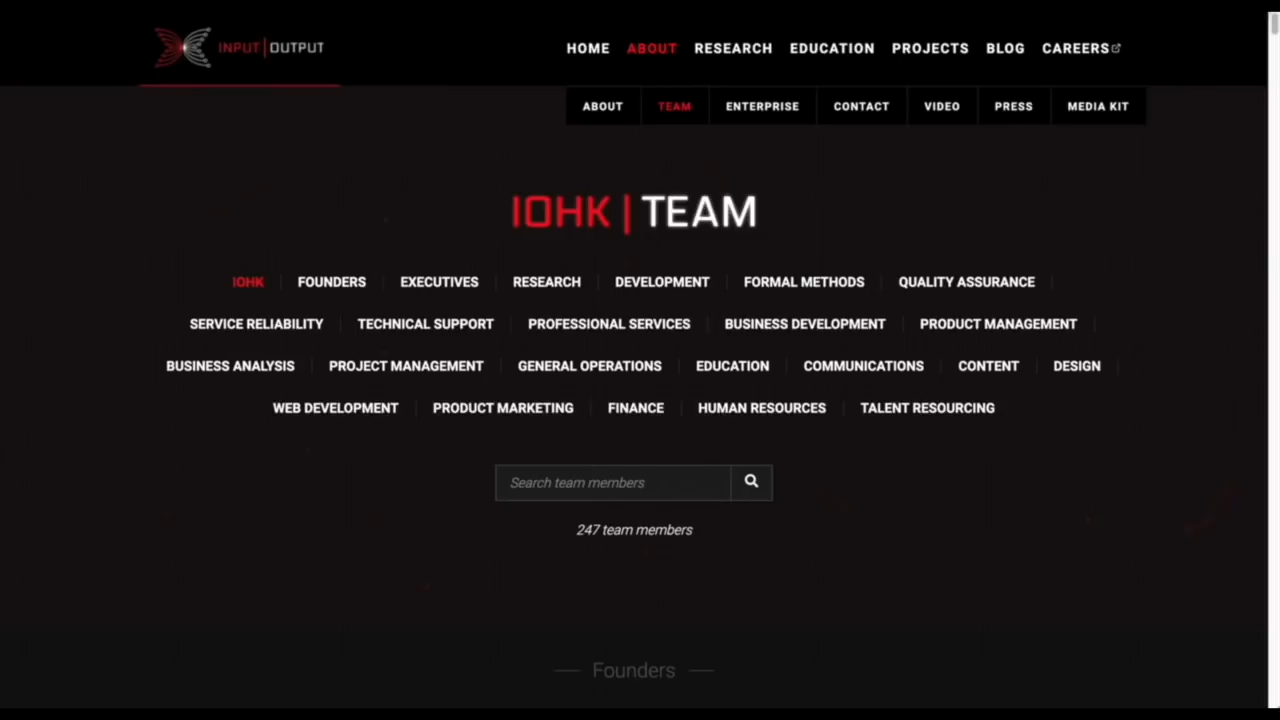 INPUT|OUTPUT
HOME ABOUT RESEARCH EDUCATION PROJECTS BLOG CAREERS
ABOUT TEAM ENTERPRISE CONTACT VIDEO PRESS MEDIA KIT
IOHK | TEAM
IOHK FOUNDERS EXECUTIVES RESEARCH DEVELOPMENT FORMAL METHODS QUALITY ASSURANCE
SERVICE RELIABILITY TECHNICAL SUPPORT PROFESSIONAL SERVICES BUSINESS DEVELOPMENT PRODUCT MANAGEMENT
BUSINESS ANALYSIS PROJECT MANAGEMENT GENERAL OPERATIONS EDUCATION COMMUNICATIONS CONTENT DESIGN
WEB DEVELOPMENT PRODUCT MARKETING FINANCE HUMAN RESOURCES TALENT RESOURCING
Search team members
247 team members
Founders